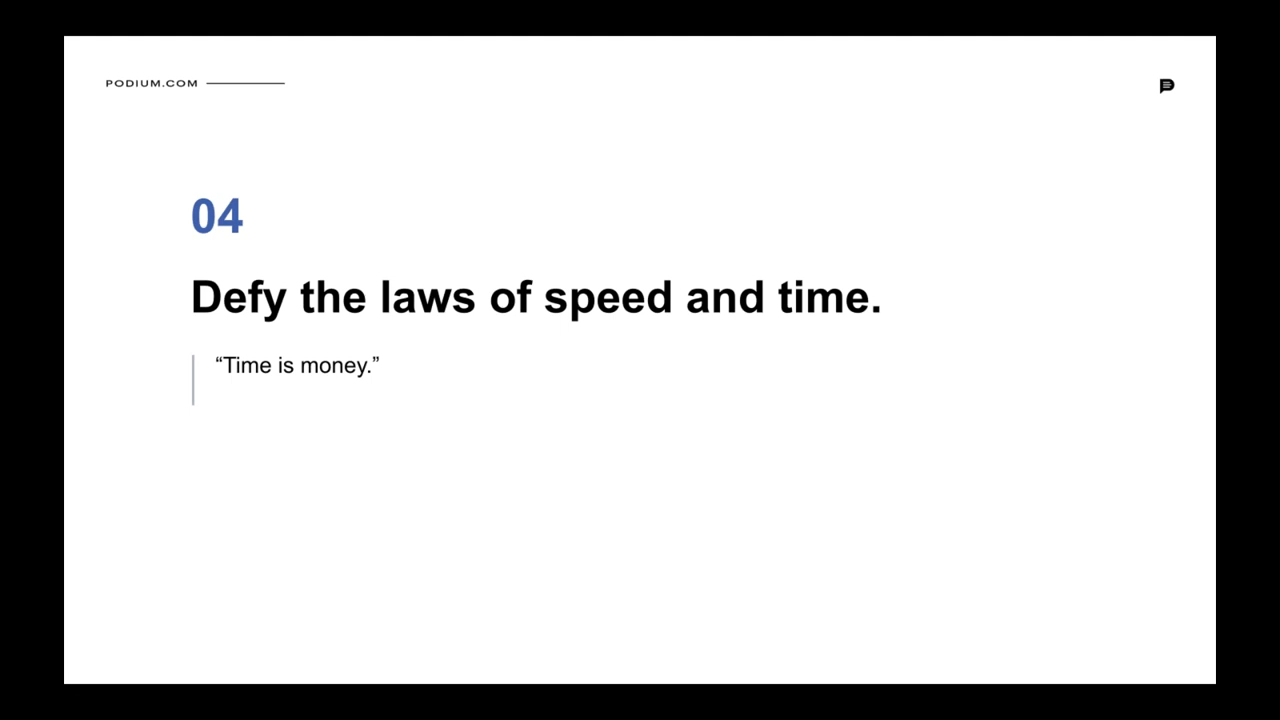 PODIUM.COM
04
Defy the laws of speed and time.
“Time is money.”